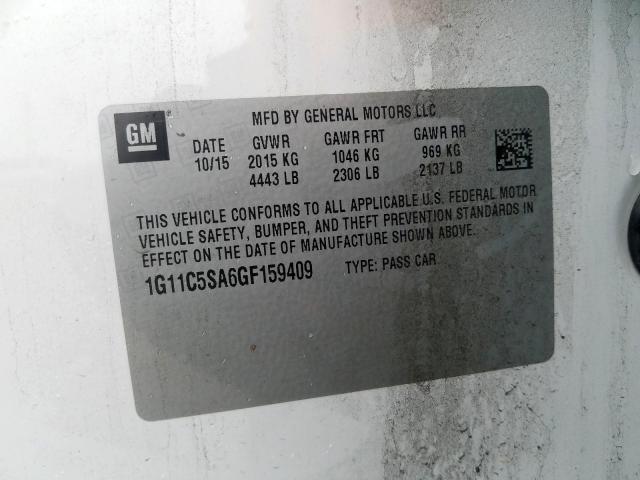 GM
MFD BY GENERAL MOTORS LLC
DATE GVWR GAWR FRT GAWR RR
10/15 2015 KG 1046 KG 969 KG
4443 LB 2306 LB 2137 LB
THIS VEHICLE CONFORMS TO ALL APPLICABLE U.S. FEDERAL MOTOR
VEHICLE SAFETY, BUMPER, AND THEFT PREVENTION STANDARDS IN
EFFECT ON THE DATE OF MANUFACTURE SHOWN ABOVE.
1G11C5SA6GF159409 TYPE: PASS CAR